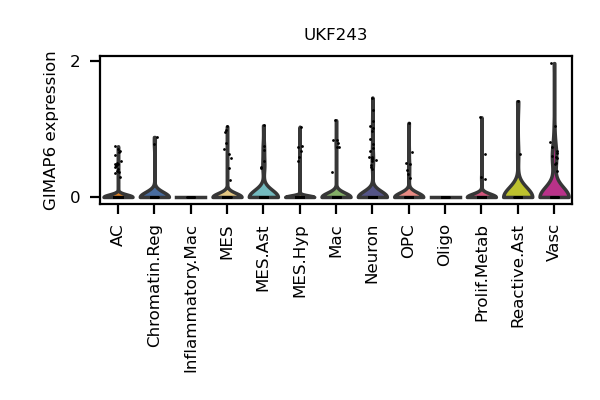 UKF243
GIMAP6 expression
2
0
AC
Chromatin.Reg
Inflammatory.Mac
MES
MES.Ast
MES.Hyp
Mac
Neuron
OPC
Oligo
Prolif.Metab
Reactive.Ast
Vasc